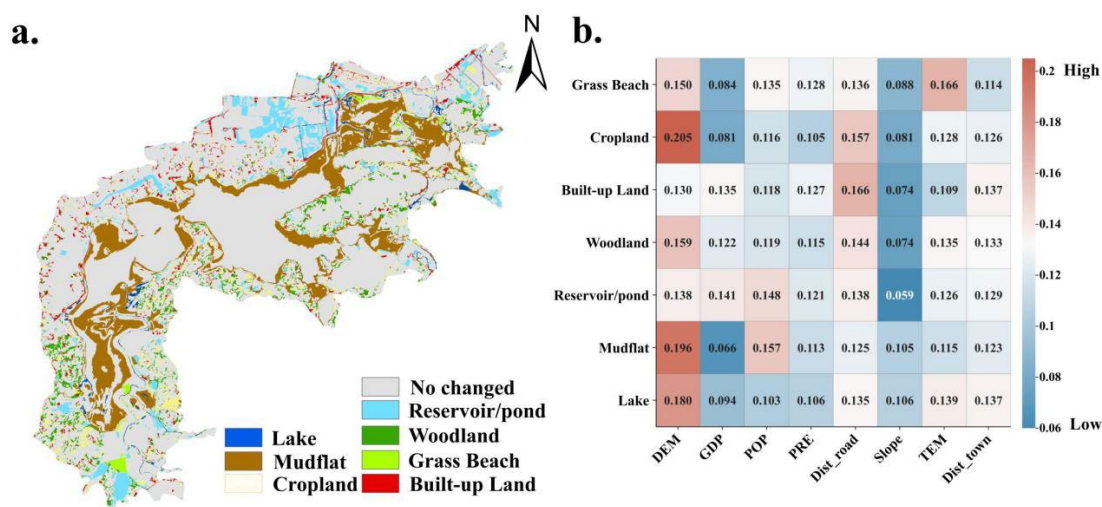 a.
N
No changed
Reservoir/pond
Lake
Woodland
Mudflat
Grass Beach
Cropland
Built-up Land
b.
Grass Beach 0.150 0.084 0.135 0.128 0.136 0.088 0.166 0.114
Cropland 0.205 0.081 0.116 0.105 0.157 0.081 0.128 0.126
Built-up Land 0.130 0.135 0.118 0.127 0.166 0.074 0.109 0.137
Woodland 0.159 0.122 0.119 0.115 0.144 0.074 0.135 0.133
Reservoir/pond 0.138 0.141 0.148 0.121 0.138 0.059 0.126 0.129
Mudflat 0.196 0.066 0.157 0.113 0.125 0.105 0.115 0.123
Lake 0.180 0.094 0.103 0.106 0.135 0.106 0.139 0.137
DEM GDP POP PRE Dist_road Slope TEM Dist_town
0.2 High
0.18
0.16
0.14
0.12
0.1
0.08
0.06 Low